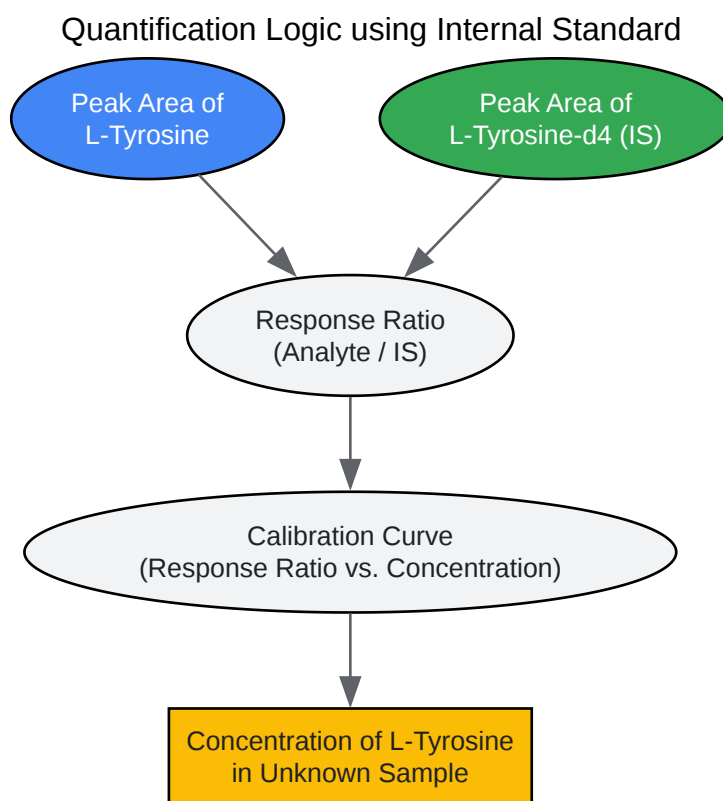 Quantification Logic using Internal Standard
Peak Area of
L-Tyrosine
Peak Area of
L-Tyrosine-d4 (IS)
Response Ratio
(Analyte / IS)
Calibration Curve
(Response Ratio vs. Concentration)
Concentration of L-Tyrosine
in Unknown Sample